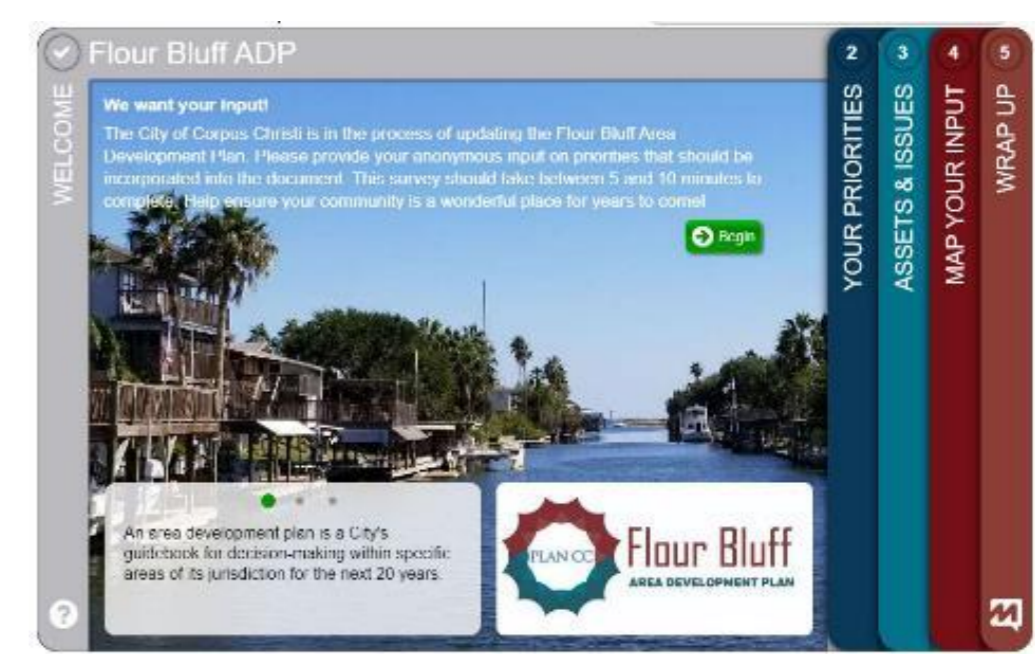 Flour Bluff ADP
WELCOME
We want your Input!
The City of Corpus Christi is in the process of updating the Flour Bluff Area
Development Plan. Please provide your anonymous input on priorities that should be
incorporated into the document. This survey should take between 5 and 10 minutes to
complete. Help ensure your community is a wonderful place for years to come!
Begin
An area development plan is a City's
guidebook for decision-making within specific
areas of its jurisdiction for the next 20 years.
PLAN CC
Flour Bluff
AREA DEVELOPMENT PLAN
?
2
YOUR PRIORITIES
3
ASSETS & ISSUES
4
MAP YOUR INPUT
5
WRAP UP